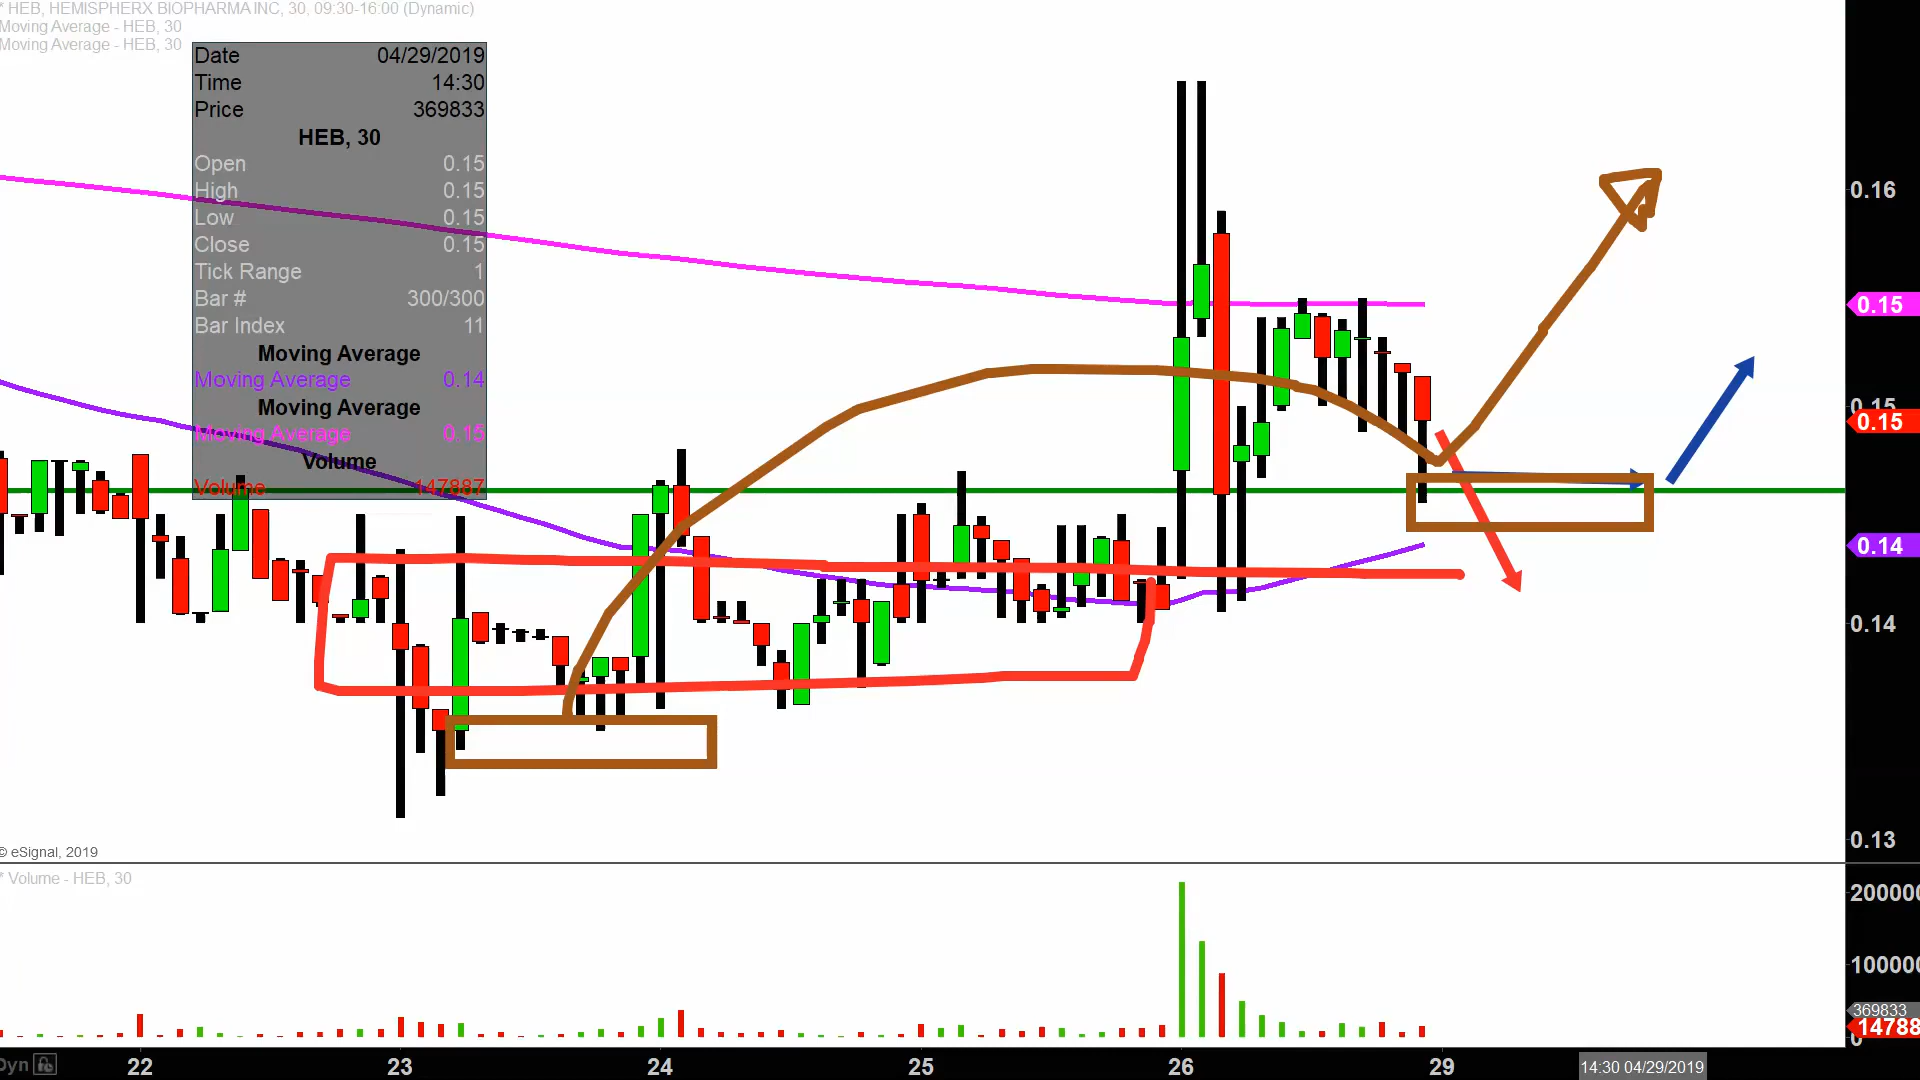 * HEB, HEMISPHERX BIOPHARMA INC, 30, 09:30-16:00 (Dynamic)
Moving Average - HEB, 30
Moving Average - HEB, 30
Date 04/29/2019
Time 14:30
Price 369833
HEB, 30
Open 0.15
High 0.15
Low 0.15
Close 0.15
Tick Range 1
Bar # 300/300
Bar Index 11
Moving Average
Moving Average 0.14
Moving Average
Moving Average 0.15
Volume
Volume 147887
0.16
0.15
0.15
0.15
0.14
0.14
0.13
© eSignal, 2019
* Volume - HEB, 30
200000
100000
369833
14788
0
Dyn
22
23
24
25
26
29
14:30 04/29/2019